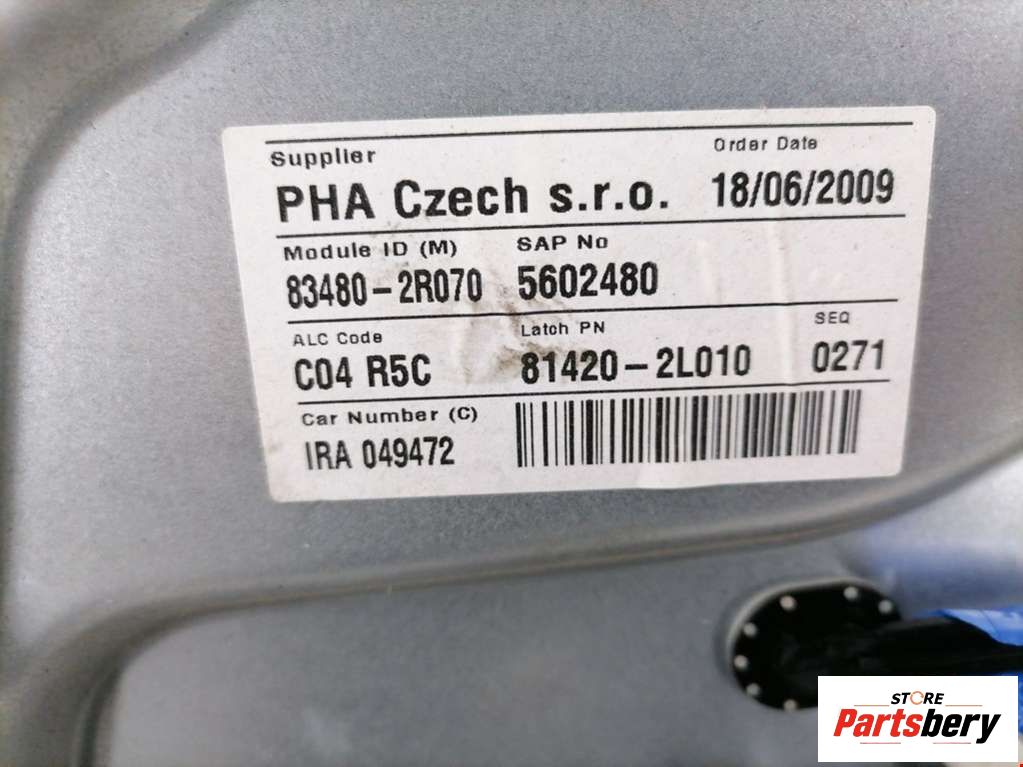 Supplier Order Date
PHA Czech s.r.o. 18/06/2009
Module ID (M) SAP No
83480-2R070 5602480
ALC Code Latch PN SEQ
C04 R5C 81420-2L010 0271
Car Number (C)
IRA 049472
STORE
Partsbery